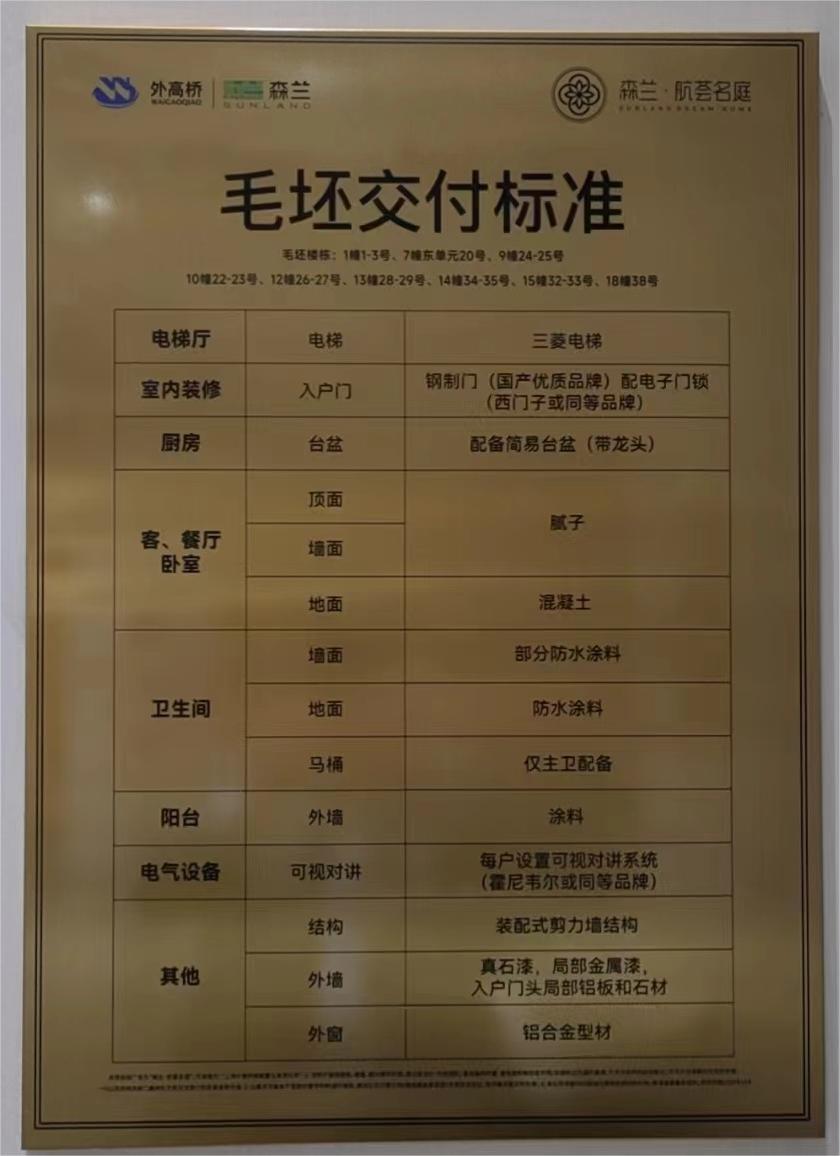 外高桥
WAICAOQIAO
森兰
SUNLAND
森兰·航荟名庭
SUNLAND DREAM HOME
毛坯交付标准
毛坯楼栋：1幢1-3号、7幢东单元20号、9幢24-25号
10幢22-23号、12幢26-27号、13幢28-29号、14幢34-35号、15幢32-33号、18幢38号
电梯厅 电梯 三菱电梯
室内装修 入户门 钢制门（国产优质品牌）配电子门锁
（西门子或同等品牌）
厨房 台盆 配备简易台盆（带龙头）
客、餐厅
卧室
顶面
墙面
腻子
地面 混凝土
卫生间
墙面 部分防水涂料
地面 防水涂料
马桶 仅主卫配备
阳台 外墙 涂料
电气设备 可视对讲 每户设置可视对讲系统
（霍尼韦尔或同等品牌）
其他
结构 装配式剪力墙结构
外墙 真石漆，局部金属漆，
入户门头局部铝板和石材
外窗 铝合金型材